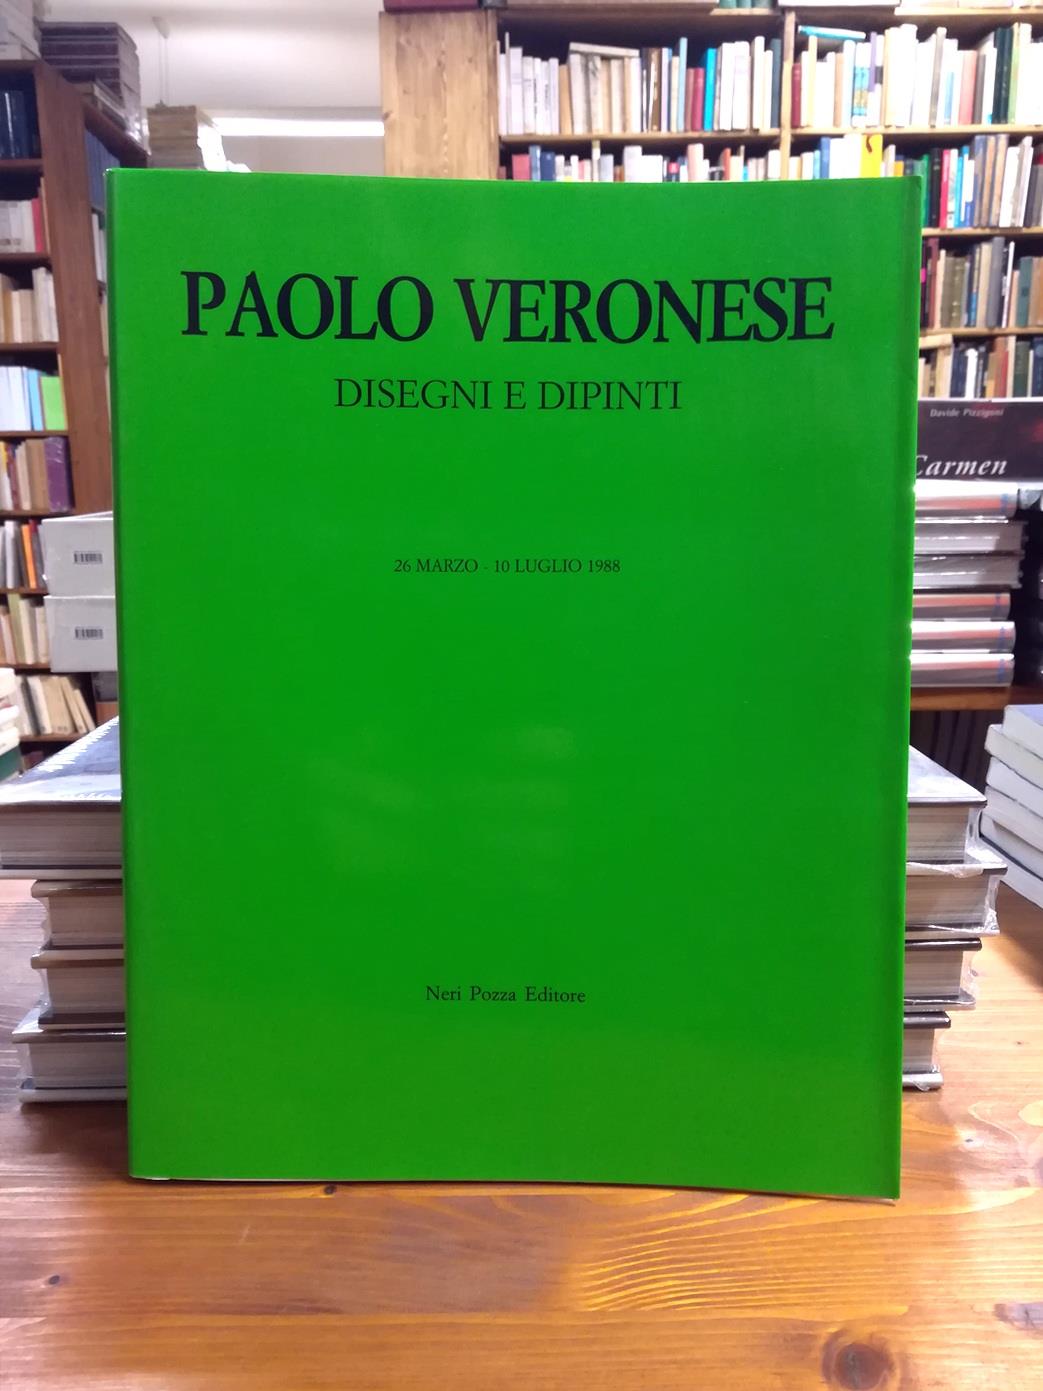 PAOLO VERONESE
DISEGNI E DIPINTI
26 MARZO - 10 LUGLIO 1988
Neri Pozza Editore
Davide Pizzigoni
Carmen